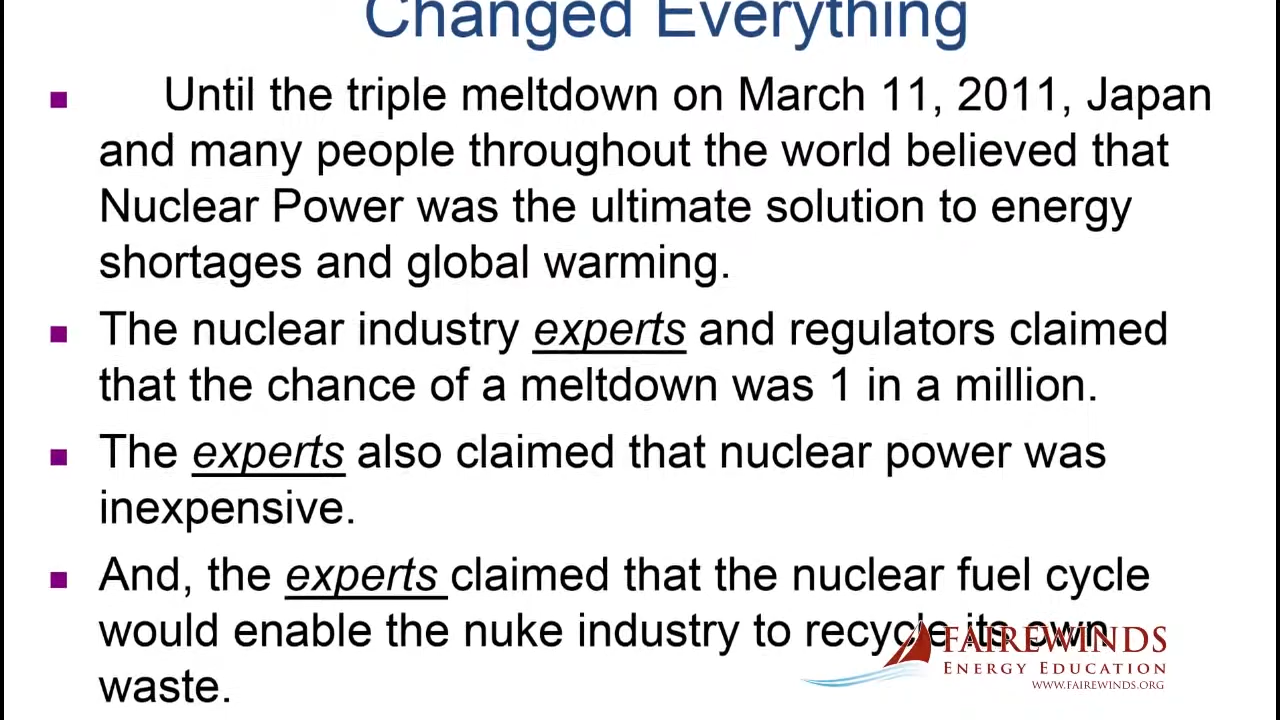 Changed Everything
Until the triple meltdown on March 11, 2011, Japan
and many people throughout the world believed that
Nuclear Power was the ultimate solution to energy
shortages and global warming.
The nuclear industry experts and regulators claimed
that the chance of a meltdown was 1 in a million.
The experts also claimed that nuclear power was
inexpensive.
And, the experts claimed that the nuclear fuel cycle
would enable the nuke industry to recycle its own
waste.
FAIREWINDS
ENERGY EDUCATION
WWW.FAIREWINDS.ORG